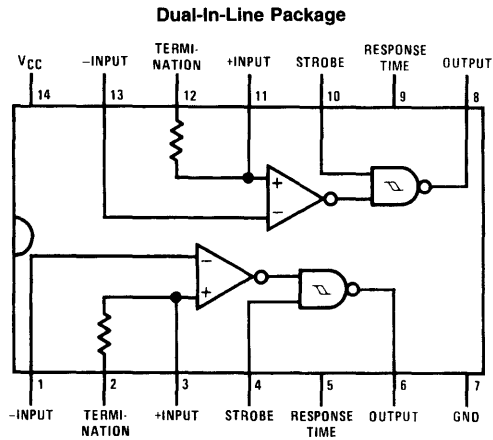 Dual-In-Line Package
VCC
–INPUT
TERMI-
NATION
+INPUT
STROBE
RESPONSE
TIME
OUTPUT
14
13
12
11
10
9
8
+
–
–
+
1
2
3
4
5
6
7
–INPUT
TERMI-
NATION
+INPUT
STROBE
RESPONSE
TIME
OUTPUT
GND